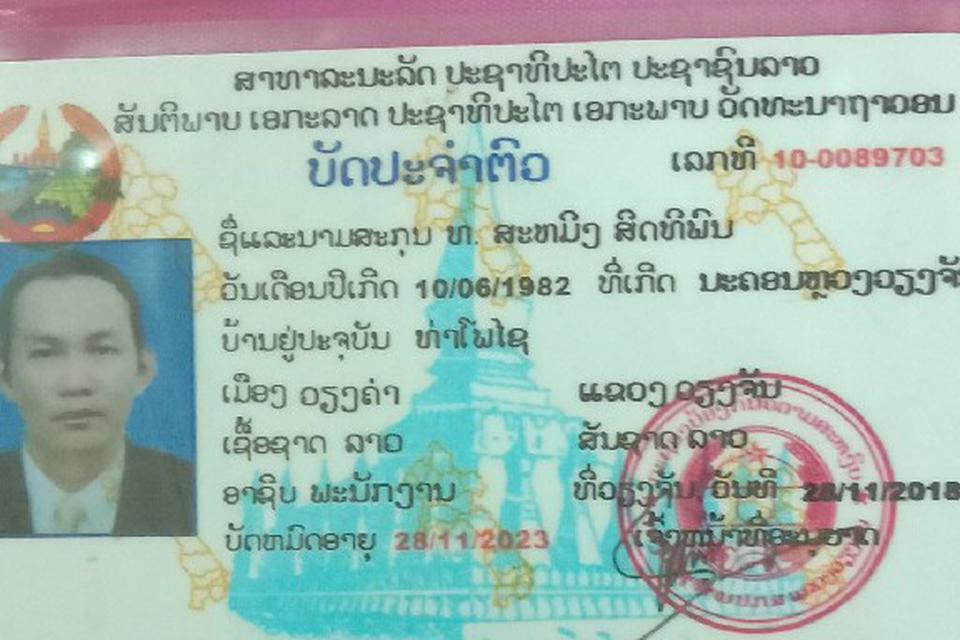 ສາທາລະນະລັດ ປະຊາທິປະໄຕ ປະຊາຊົນລາວ
ສັນຕິພາບ ເອກະລາດ ປະຊາທິປະໄຕ ເອກະພາບ ວັດທະນາຖາວອນ
ບັດປະຈຳຕົວ ເລກທີ 10-0089703
ຊື່ແລະນາມສະກຸນ ທ. ສະຫມິງ ສິດທິພົນ
ວັນເດືອນປີເກີດ 10/06/1982 ທີ່ເກີດ ນະຄອນຫຼວງວຽງຈັ
ບ້ານຢູ່ປະຈຸບັນ ທ່າໂພໄຊ
ເມືອງ ວຽງຄຳ ແຂວງ ວຽງຈັນ
ເຊື້ອຊາດ ລາວ ສັນຊາດ ລາວ
ອາຊິບ ພະນັກງານ ທີ່ວຽງຈັນ, ວັນທີ 28/11/2018
ບັດຫມົດອາຍຸ 28/11/2023 ເຈົ້າຫນ້າທີ່ອະນຸຍາດ